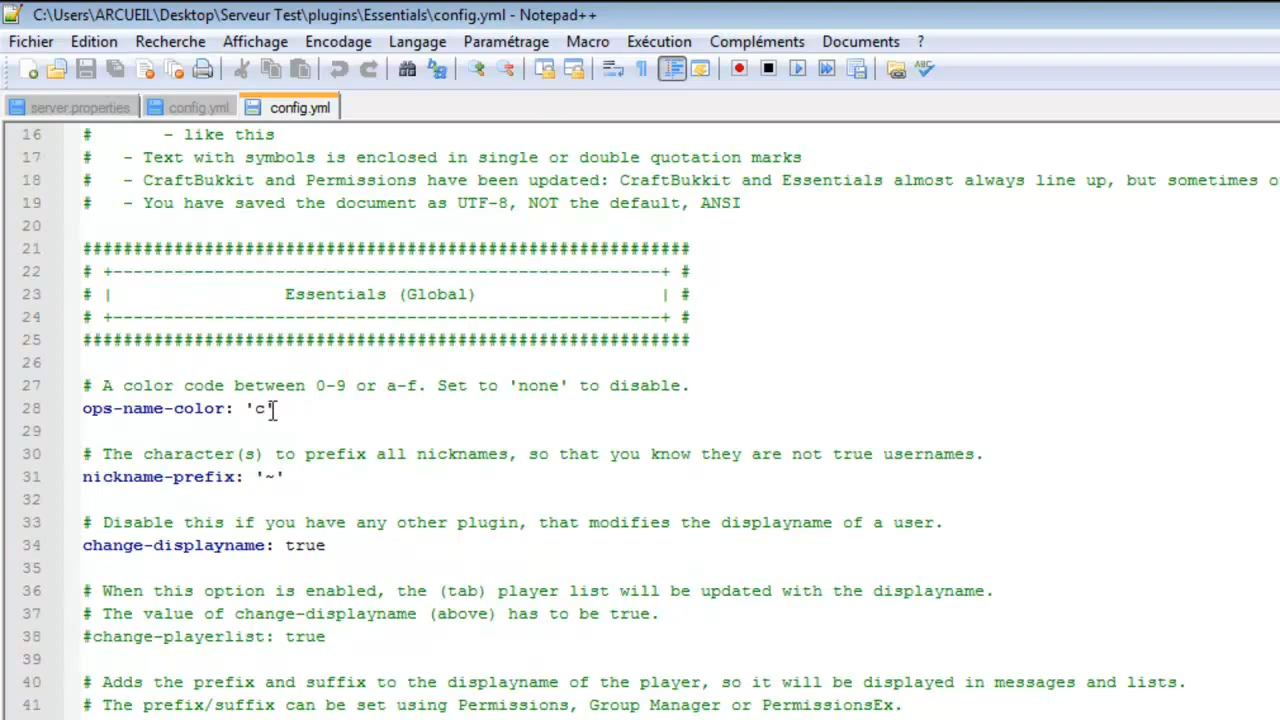 C:\Users\ARCUEIL\Desktop\Serveur Test\plugins\Essentials\config.yml - Notepad++
Fichier Edition Recherche Affichage Encodage Langage Paramétrage Macro Exécution Compléments Documents ?
server.properties config.yml config.yml
16 # - like this
17 # - Text with symbols is enclosed in single or double quotation marks
18 # - CraftBukkit and Permissions have been updated: CraftBukkit and Essentials almost always line up, but sometimes o
19 # - You have saved the document as UTF-8, NOT the default, ANSI
20
21 ############################################################
22 # +------------------------------------------------------+ #
23 # | Essentials (Global) | #
24 # +------------------------------------------------------+ #
25 ############################################################
26
27 # A color code between 0-9 or a-f. Set to 'none' to disable.
28 ops-name-color: 'c'
29
30 # The character(s) to prefix all nicknames, so that you know they are not true usernames.
31 nickname-prefix: '~'
32
33 # Disable this if you have any other plugin, that modifies the displayname of a user.
34 change-displayname: true
35
36 # When this option is enabled, the (tab) player list will be updated with the displayname.
37 # The value of change-displayname (above) has to be true.
38 #change-playerlist: true
39
40 # Adds the prefix and suffix to the displayname of the player, so it will be displayed in messages and lists.
41 # The prefix/suffix can be set using Permissions, Group Manager or PermissionsEx.